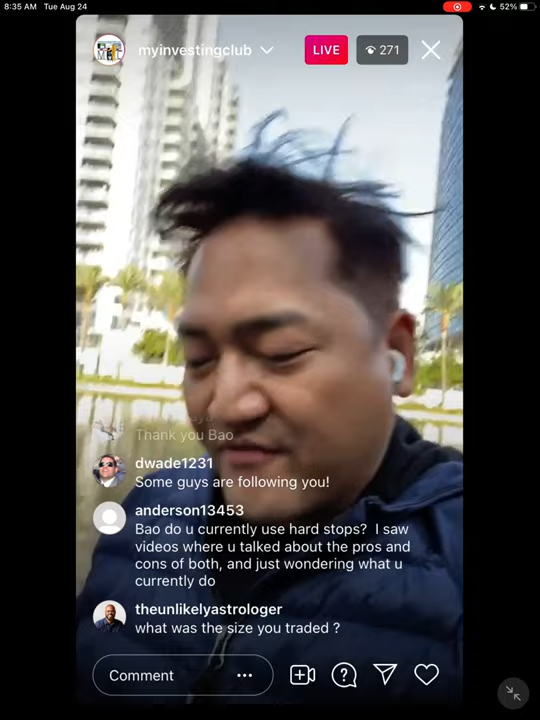 8:35 AM Tue Aug 24
52%
myinvestingclub
LIVE
271
Thank you Bao
dwade1231
Some guys are following you!
anderson13453
Bao do u currently use hard stops? I saw
videos where u talked about the pros and
cons of both, and just wondering what u
currently do
theunlikelyastrologer
what was the size you traded ?
Comment